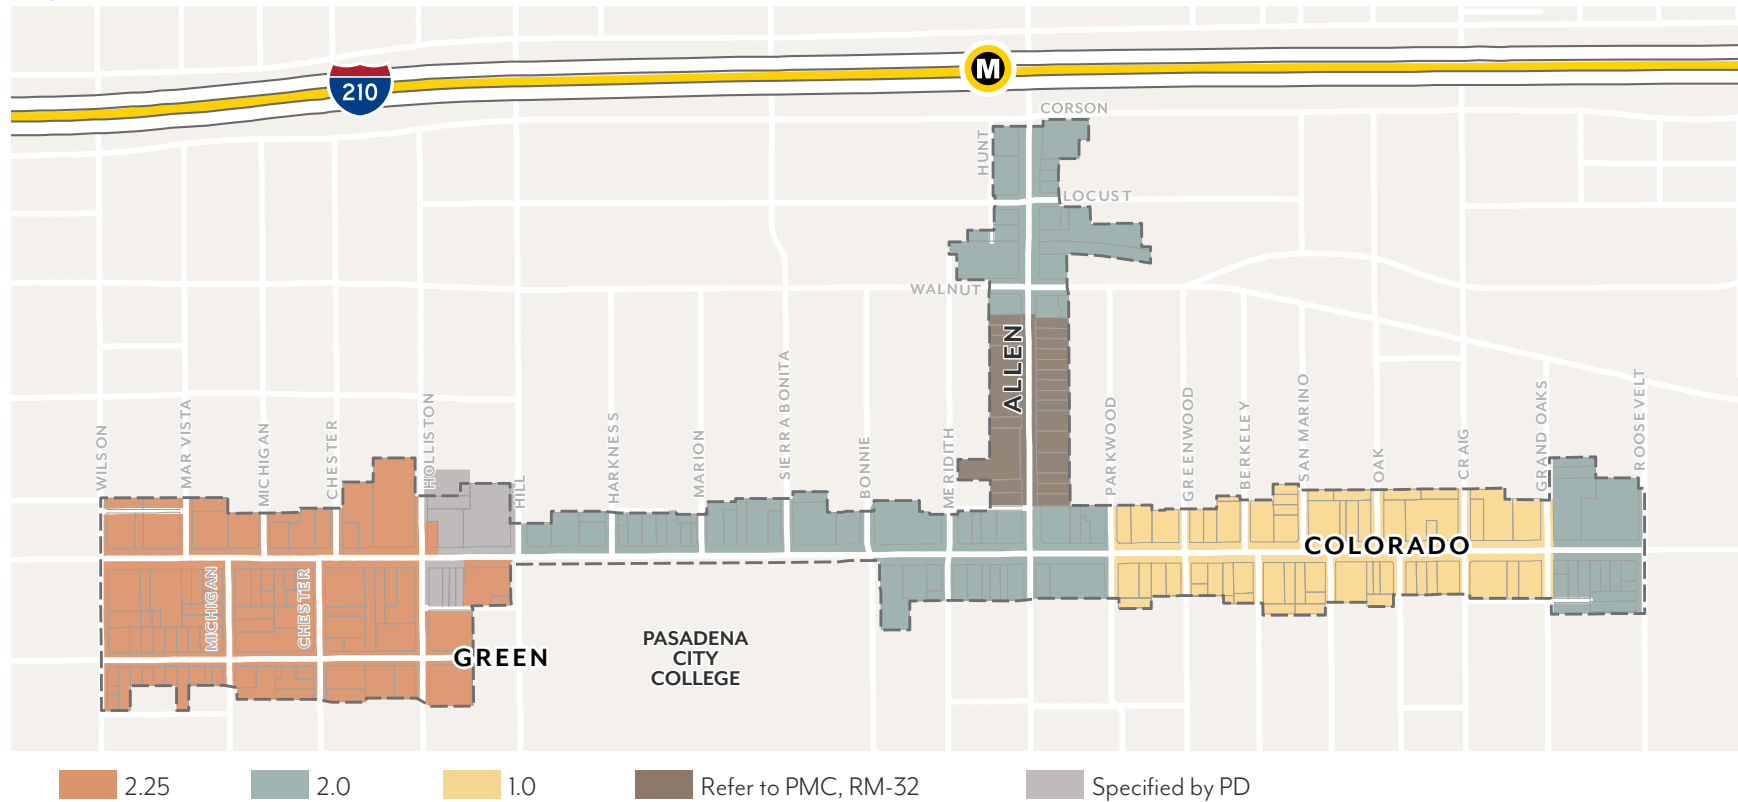 210
M
CORSON
HUNT
LOCUST
WALNUT
ALLEN
WILSON
MAR VISTA
MICHIGAN
CHESTER
HOLLISTON
HILL
HARKNESS
MARION
SIERRA BONITA
BONNIE
MERIDITH
PARKWOOD
GREENWOOD
BERKELEY
SAN MARINO
OAK
CRAIG
GRAND OAKS
ROOSEVELT
COLORADO
MICHIGAN
CHESTER
GREEN
PASADENA
CITY
COLLEGE
2.25
2.0
1.0
Refer to PMC, RM-32
Specified by PD